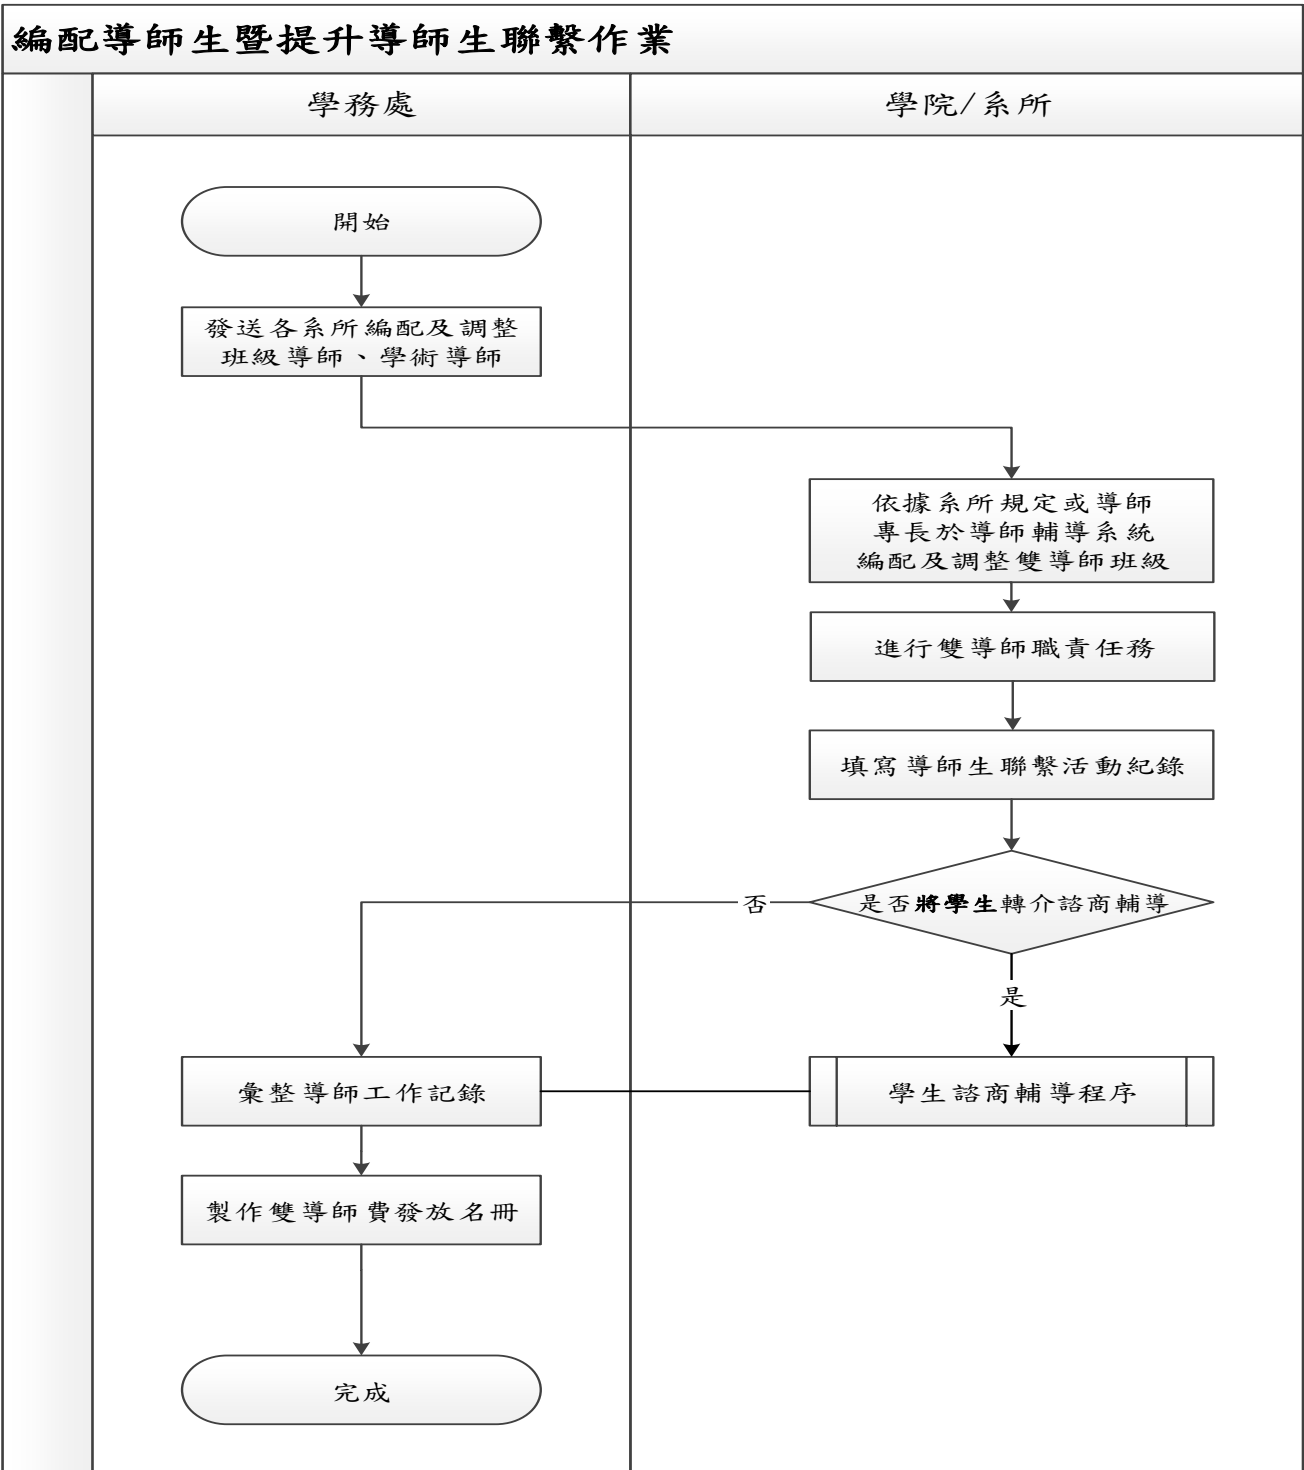 編配導師生暨提升導師生聯繫作業
學務處
學院/系所
開始
發送各系所編配及調整
班級導師、學術導師
依據系所規定或導師
專長於導師輔導系統
編配及調整雙導師班級
進行雙導師職責任務
填寫導師生聯繫活動紀錄
是否將學生轉介諮商輔導
否
是
彙整導師工作記錄
學生諮商輔導程序
製作雙導師費發放名冊
完成